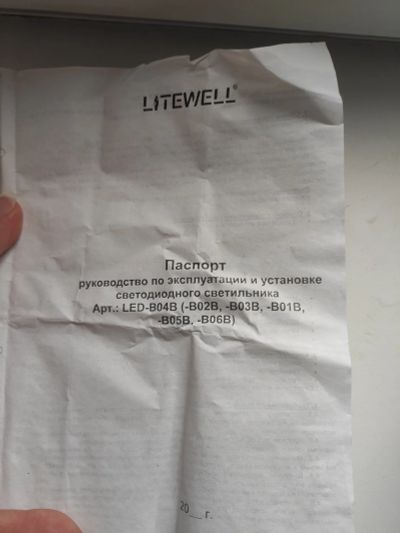 LITEWELL®
Паспорт
руководство по эксплуатации и установке
светодиодного светильника
Арт.: LED-B04B (-B02B, -B03B, -B01B,
-B05B, -B06B)
20__ г.